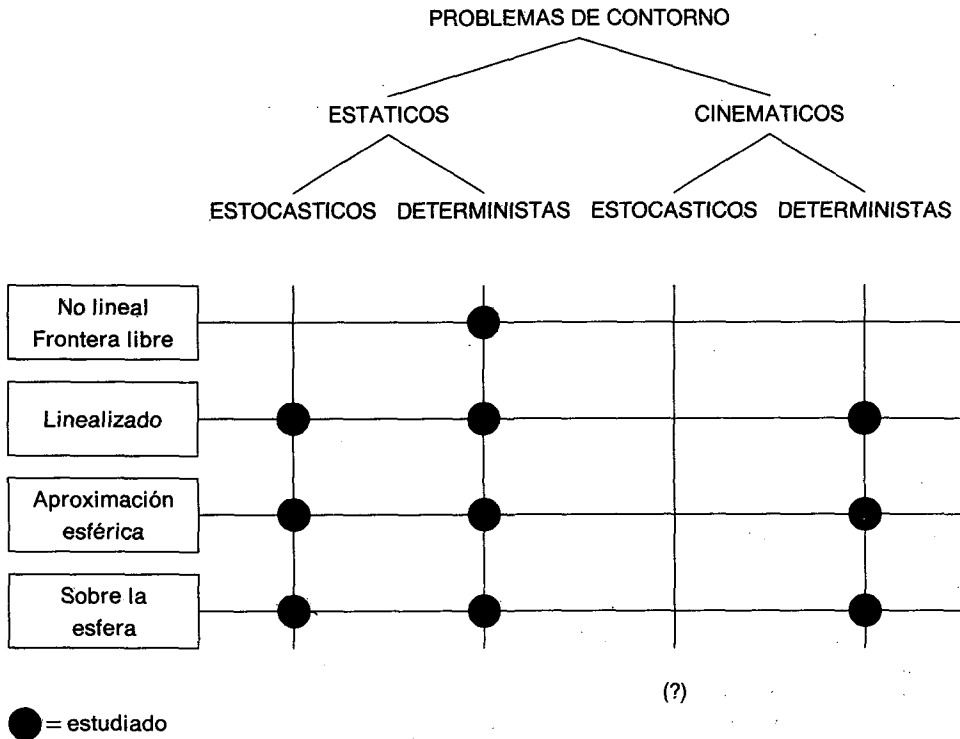 PROBLEMAS DE CONTORNO
ESTATICOS CINEMATICOS
ESTOCASTICOS DETERMINISTAS ESTOCASTICOS DETERMINISTAS
No lineal
Frontera libre
Linealizado
Aproximación
esférica
Sobre la
esfera
(?)
= estudiado